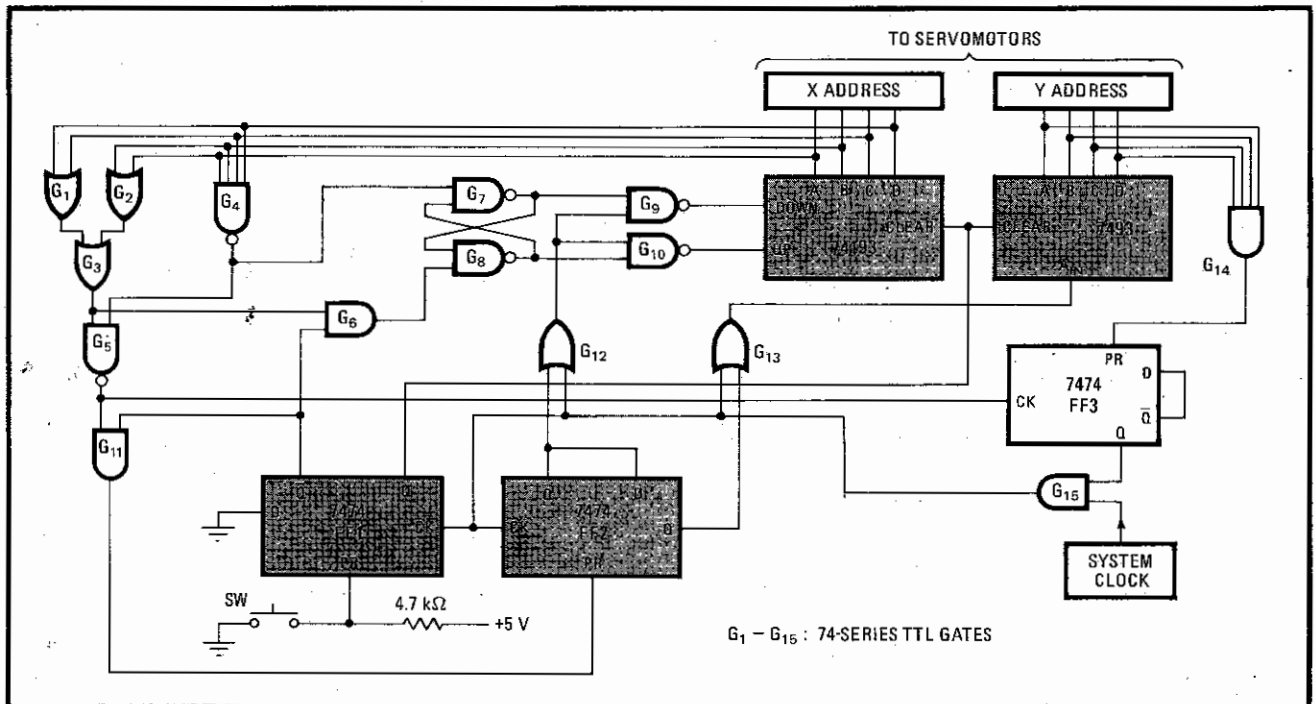 TO SERVOMOTORS
X ADDRESS
Y ADDRESS
G1
G2
G4
G7
G9
A B C D
DOWN
CLEAR
A B C D
CLEAR
7493
G3
G8
G10
G14
G5
G6
G12
G13
PR
D
7474
CK
FF3
Q̅
Q
G11
G15
D
7474
CK
7474
FF2
Q
PR
SYSTEM
CLOCK
SW
4.7 kΩ
+5 V
G1 – G15 : 74-SERIES TTL GATES